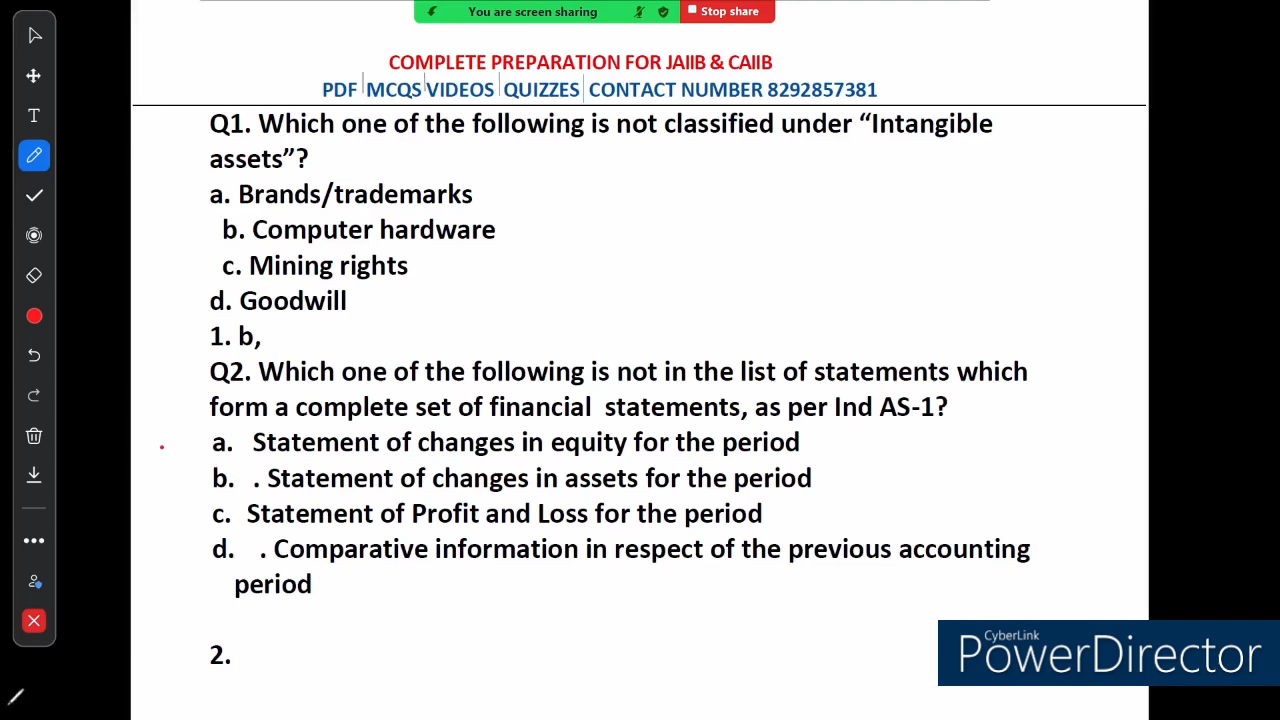 You are screen sharing
Stop share
COMPLETE PREPARATION FOR JAIIB & CAIIB
PDF MCQS VIDEOS QUIZZES CONTACT NUMBER 8292857381
Q1. Which one of the following is not classified under “Intangible
assets”?
a. Brands/trademarks
b. Computer hardware
c. Mining rights
d. Goodwill
1. b,
Q2. Which one of the following is not in the list of statements which
form a complete set of financial statements, as per Ind AS-1?
a. Statement of changes in equity for the period
b. . Statement of changes in assets for the period
c. Statement of Profit and Loss for the period
d. . Comparative information in respect of the previous accounting
period
2.
CyberLink
PowerDirector